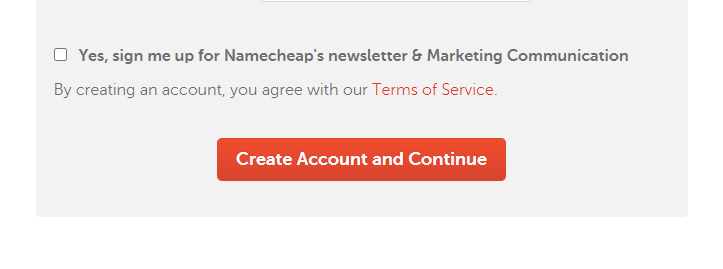 Yes, sign me up for Namecheap's newsletter & Marketing Communication
By creating an account, you agree with our Terms of Service.
Create Account and Continue